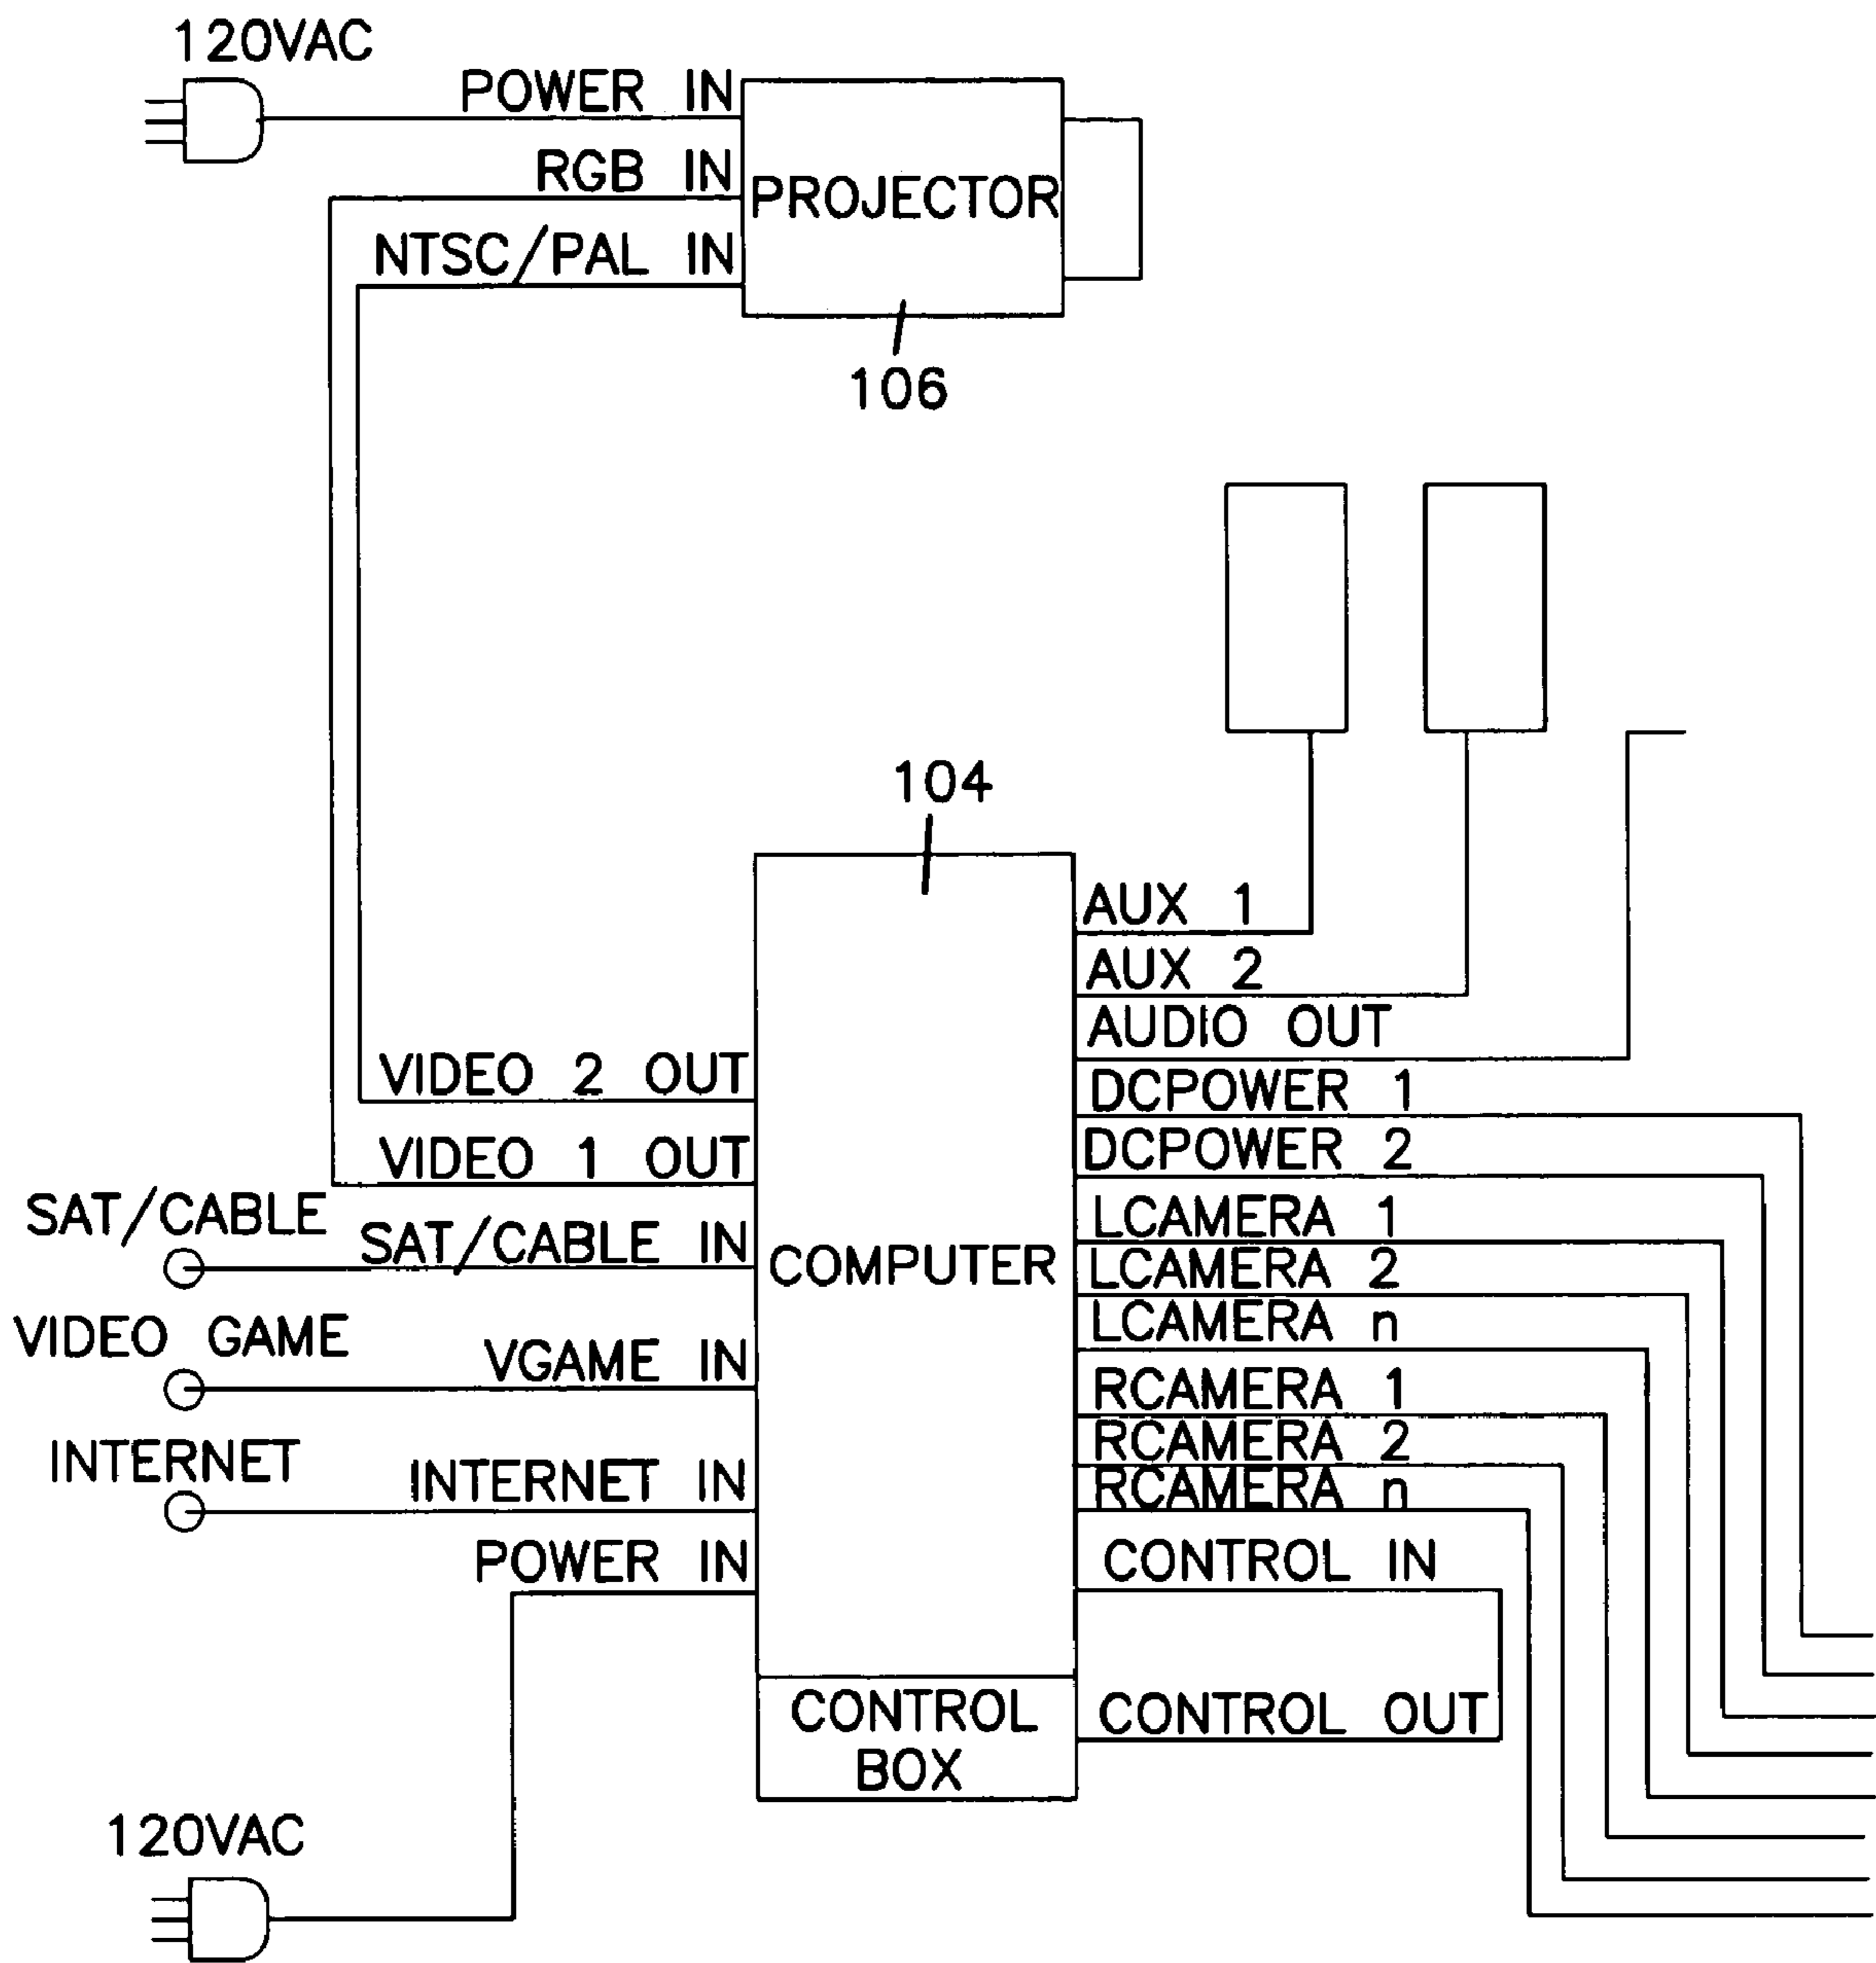 120VAC
POWER IN
RGB IN
PROJECTOR
NTSC/PAL IN
106
104
AUX 1
AUX 2
AUDIO OUT
VIDEO 2 OUT
DCPOWER 1
VIDEO 1 OUT
DCPOWER 2
SAT/CABLE
SAT/CABLE IN
COMPUTER
LCAMERA 1
LCAMERA 2
LCAMERA n
VIDEO GAME
VGAME IN
RCAMERA 1
RCAMERA 2
RCAMERA n
INTERNET
INTERNET IN
POWER IN
CONTROL IN
CONTROL
BOX
CONTROL OUT
120VAC